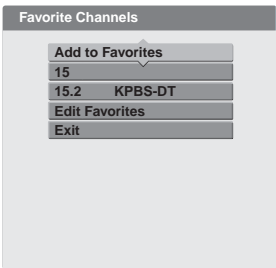 Favorite Channels
Add to Favorites
15
15.2 KPBS-DT
Edit Favorites
Exit